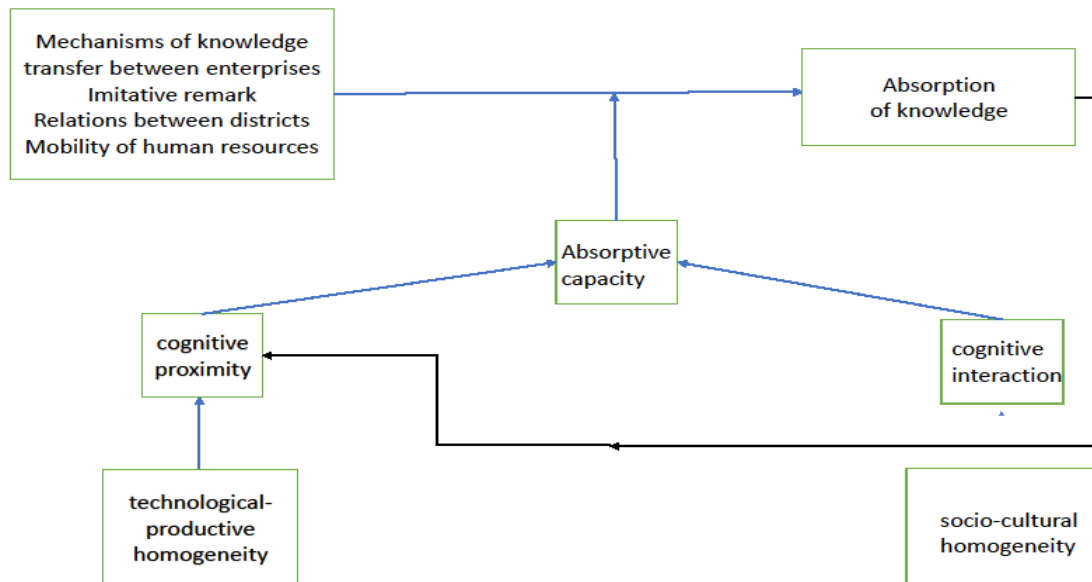 Mechanisms of knowledge
transfer between enterprises
Imitative remark
Relations between districts
Mobility of human resources
Absorption
of knowledge
Absorptive
capacity
cognitive
proximity
cognitive
interaction
technological-
productive
homogeneity
socio-cultural
homogeneity